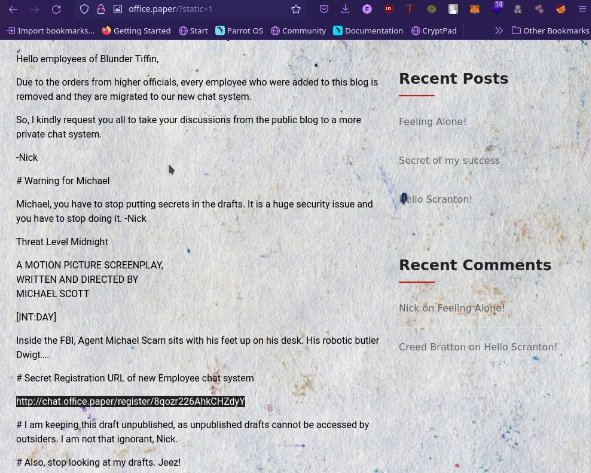 office.paper/?static=1
14
Import bookmarks... Getting Started Start Parrot OS Community Documentation CryptPad Other Bookmarks
Hello employees of Blunder Tiffin,
Due to the orders from higher officials, every employee who were added to this blog is
removed and they are migrated to our new chat system.
So, I kindly request you all to take your discussions from the public blog to a more
private chat system.
-Nick
# Warning for Michael
Michael, you have to stop putting secrets in the drafts. It is a huge security issue and
you have to stop doing it. -Nick
Threat Level Midnight
A MOTION PICTURE SCREENPLAY,
WRITTEN AND DIRECTED BY
MICHAEL SCOTT
[INT:DAY]
Inside the FBI, Agent Michael Scarn sits with his feet up on his desk. His robotic butler
Dwigt....
# Secret Registration URL of new Employee chat system
http://chat.office.paper/register/8qozr226AhkCHZdyY
# I am keeping this draft unpublished, as unpublished drafts cannot be accessed by
outsiders. I am not that ignorant, Nick.
# Also, stop looking at my drafts. Jeez!
Recent Posts
Feeling Alone!
Secret of my success
Hello Scranton!
Recent Comments
Nick on Feeling Alone!
Creed Bratton on Hello Scranton!